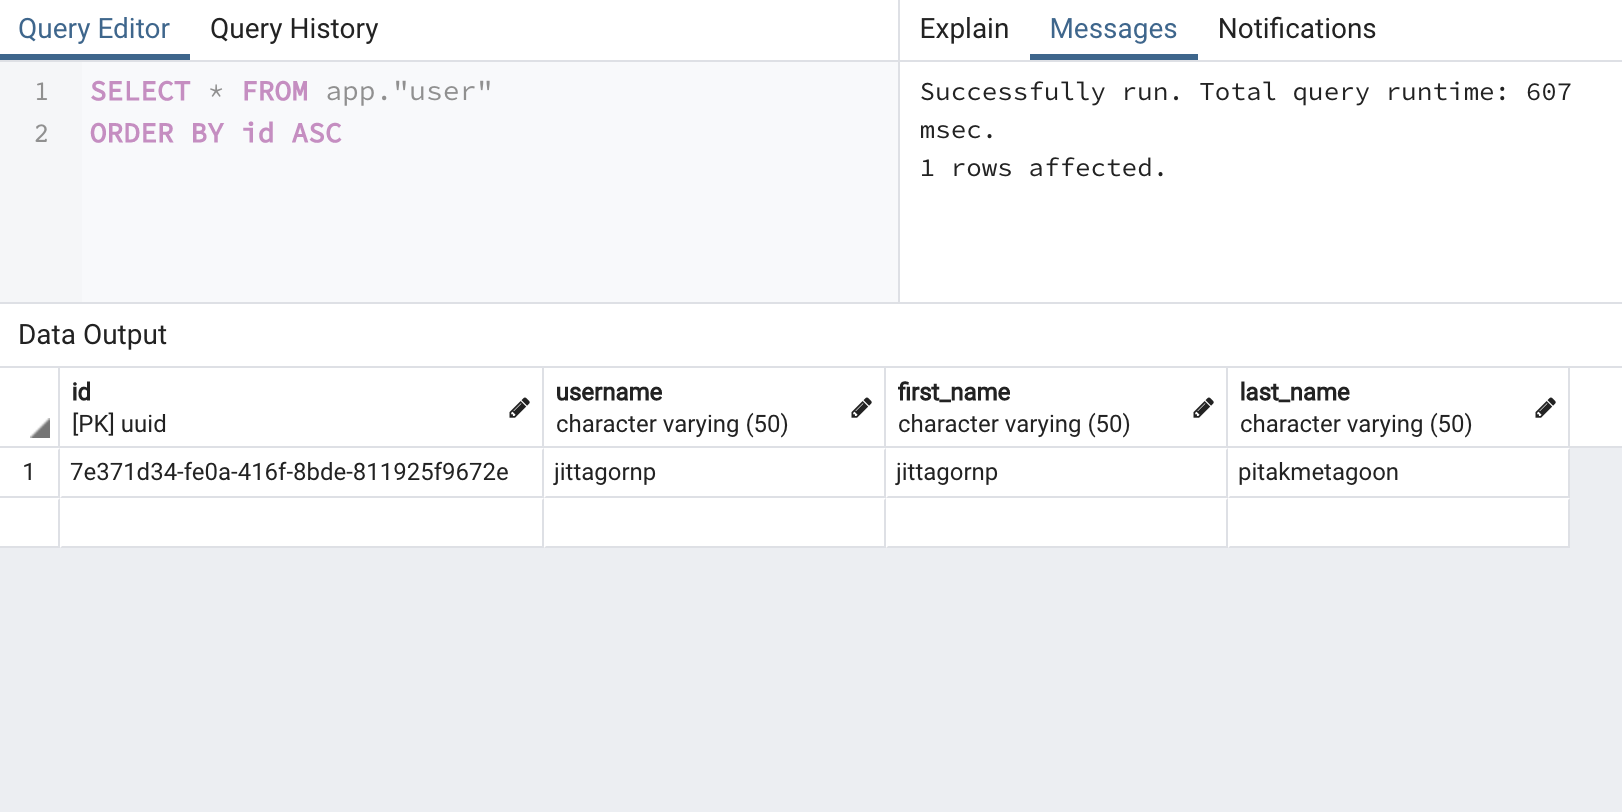 Query Editor Query History
1 SELECT * FROM app."user"
2 ORDER BY id ASC
Explain Messages Notifications
Successfully run. Total query runtime: 607
msec.
1 rows affected.
Data Output
id username first_name last_name
[PK] uuid character varying (50) character varying (50) character varying (50)
1 7e371d34-fe0a-416f-8bde-811925f9672e jittagornp jittagornp pitakmetagoon